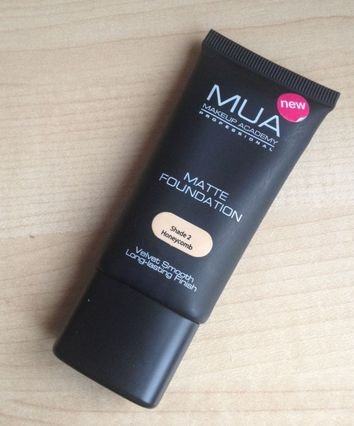 new
MUA
MAKEUP ACADEMY
PROFESSIONAL
MATTE
FOUNDATION
Shade 2
Honeycomb
Velvet Smooth
Long-lasting Finish